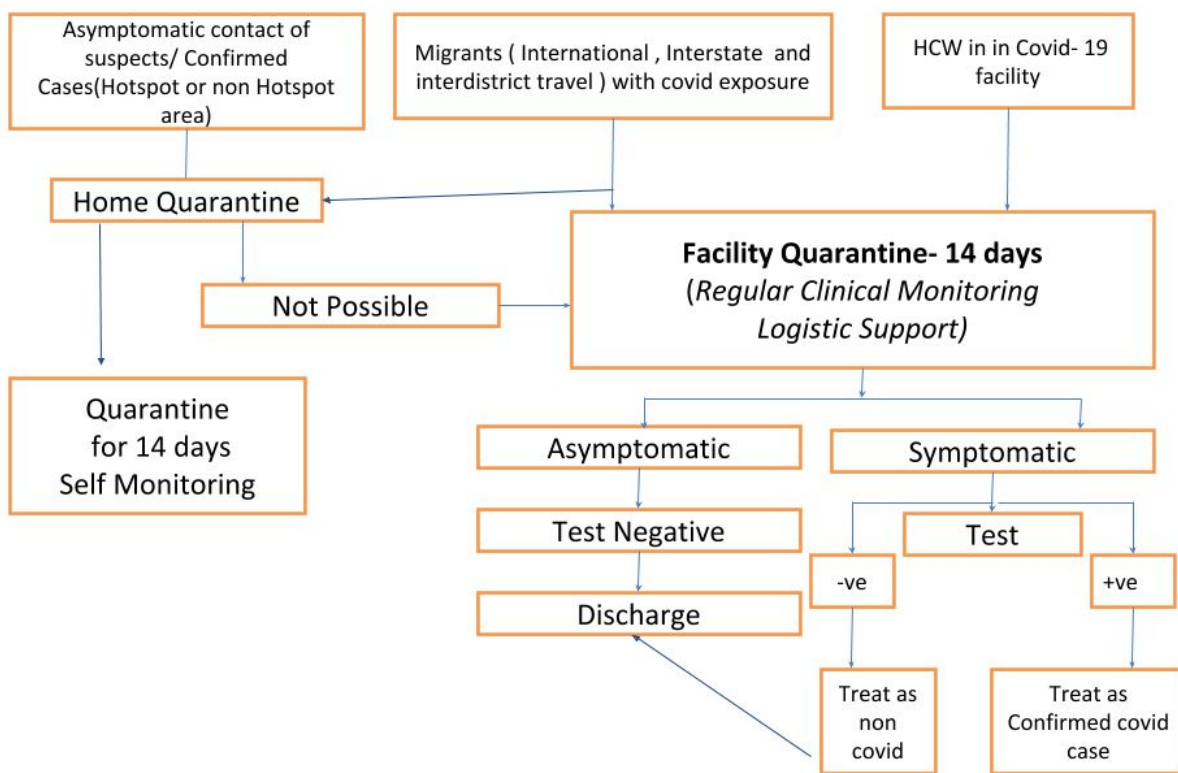 Asymptomatic contact of
suspects/ Confirmed
Cases(Hotspot or non Hotspot
area)
Migrants ( International , Interstate and
interdistrict travel ) with covid exposure
HCW in in Covid- 19
facility
Home Quarantine
Facility Quarantine- 14 days
(Regular Clinical Monitoring
Logistic Support)
Not Possible
Quarantine
for 14 days
Self Monitoring
Asymptomatic
Symptomatic
Test Negative
Test
-ve
+ve
Discharge
Treat as
non
covid
Treat as
Confirmed covid
case